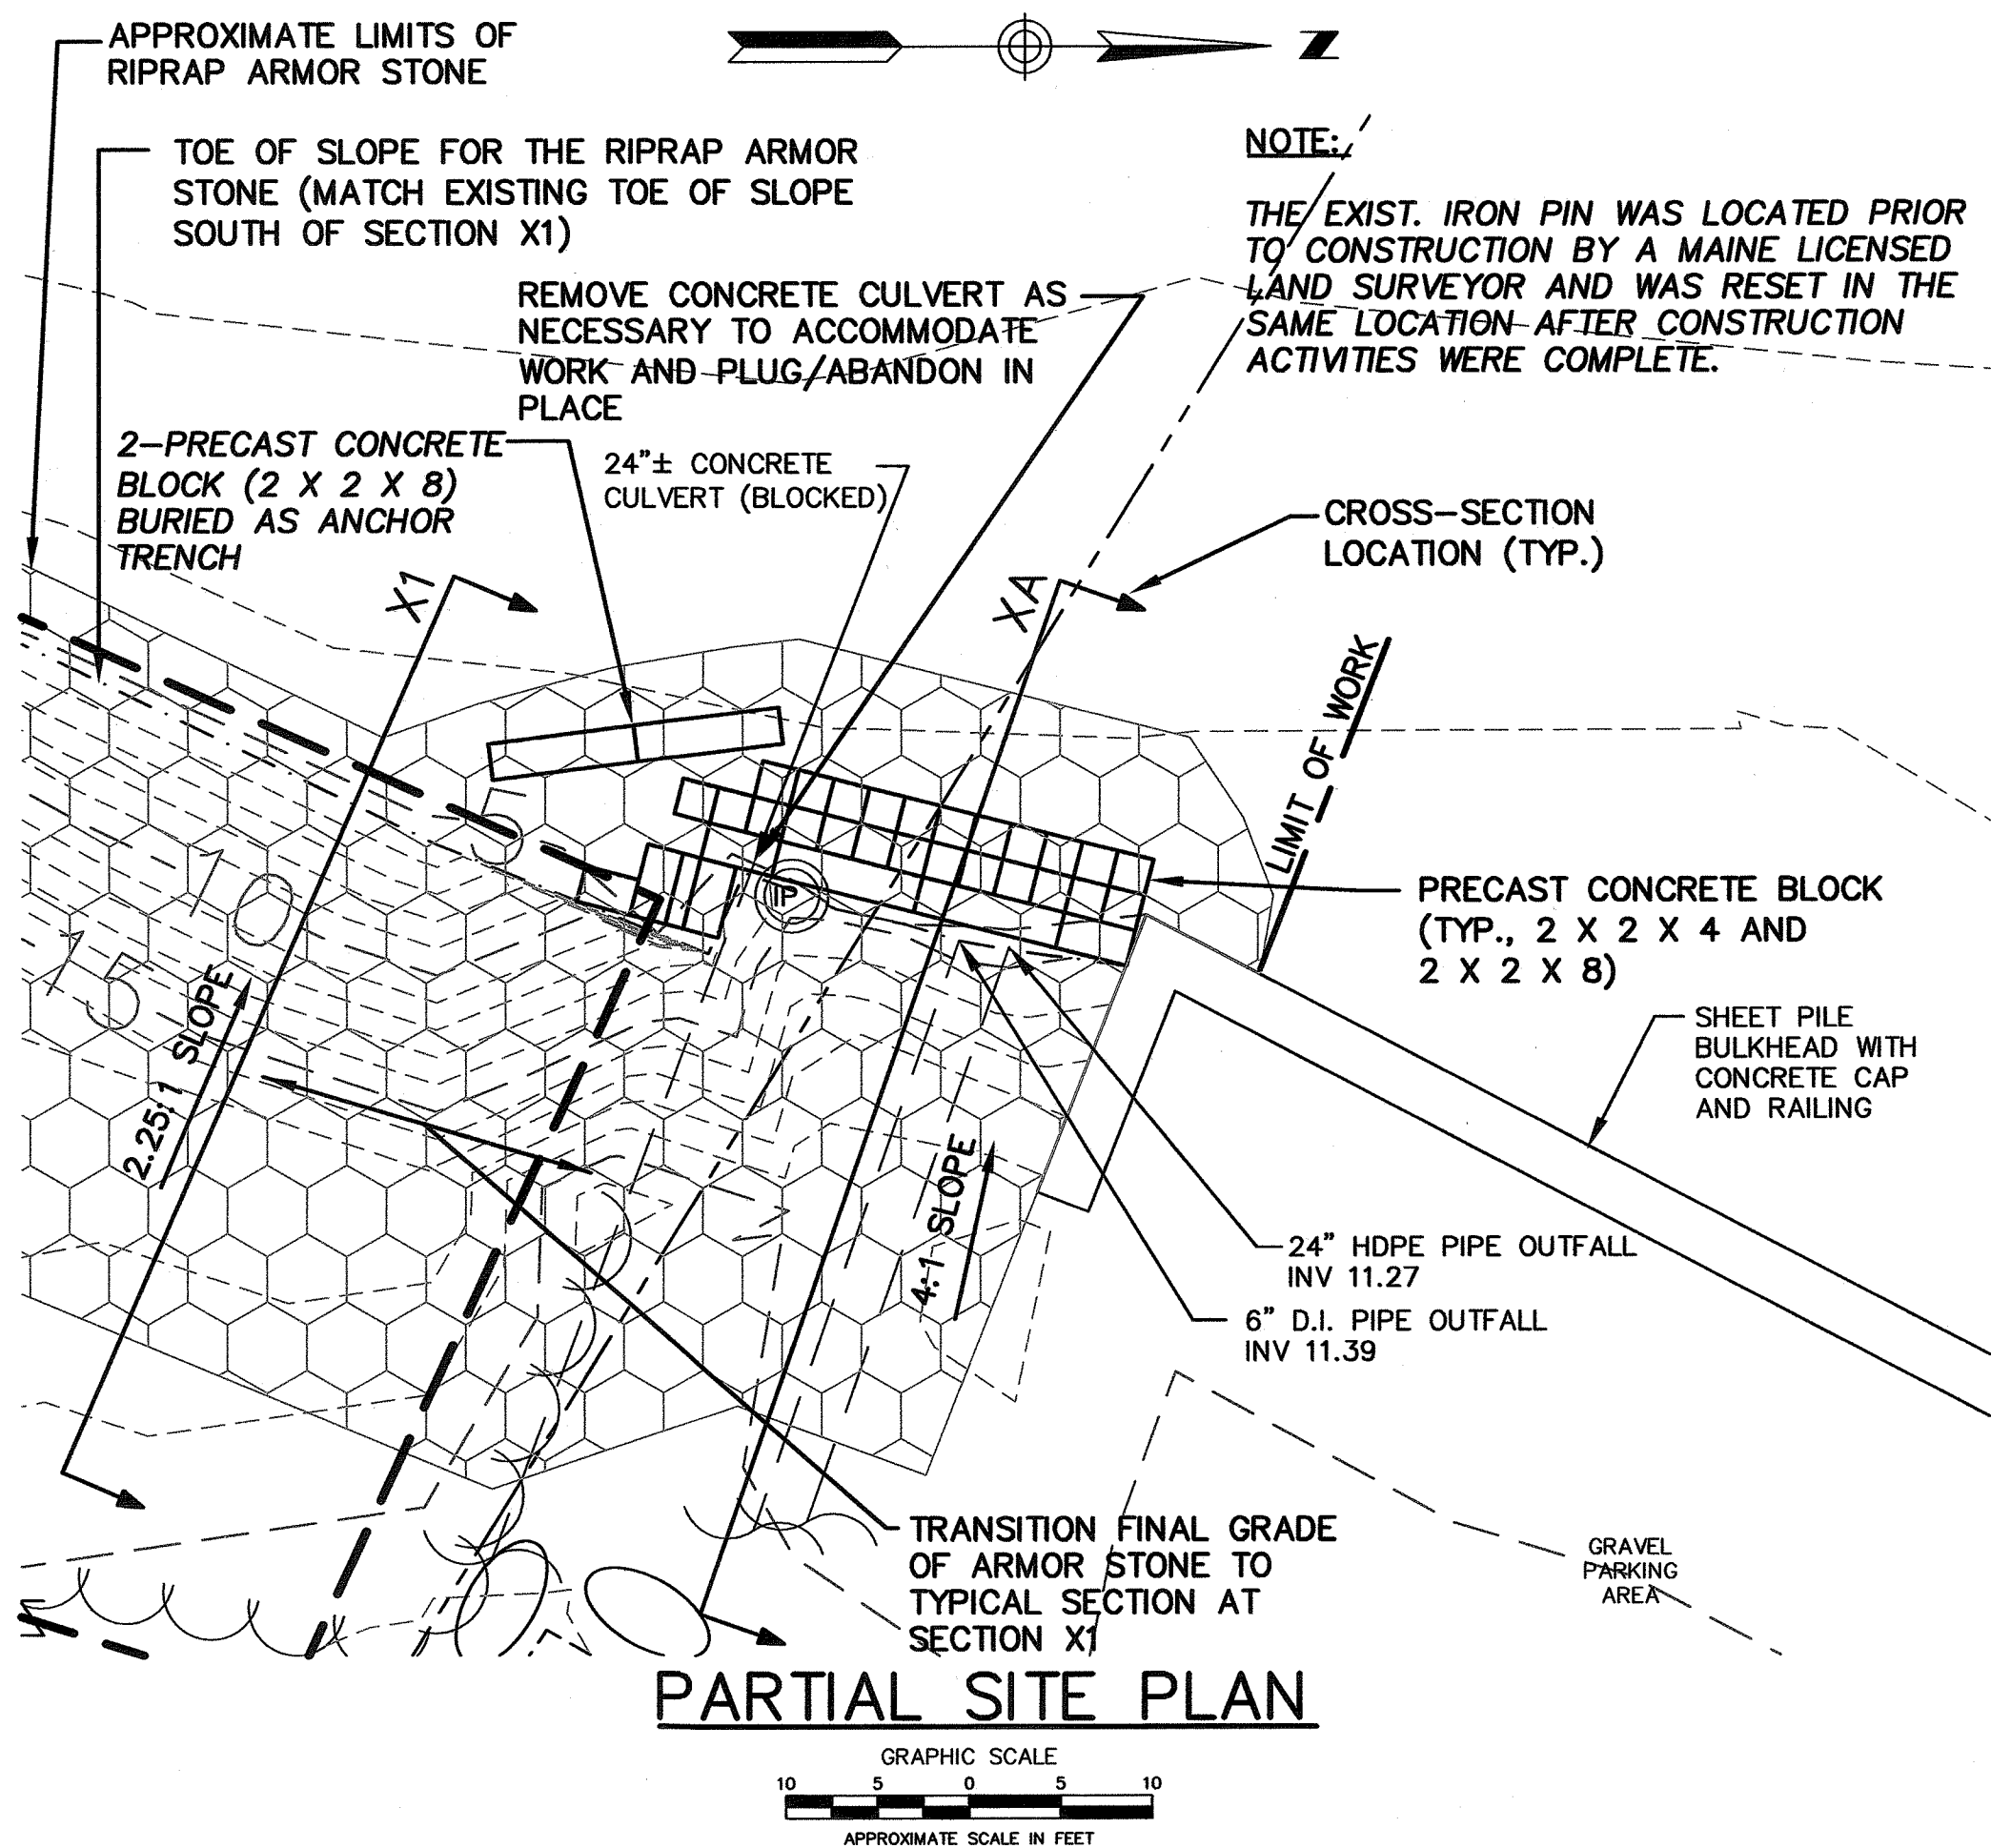 APPROXIMATE LIMITS OF
RIPRAP ARMOR STONE
N
TOE OF SLOPE FOR THE RIPRAP ARMOR
STONE (MATCH EXISTING TOE OF SLOPE
SOUTH OF SECTION X1)
NOTE:
THE EXIST. IRON PIN WAS LOCATED PRIOR
TO CONSTRUCTION BY A MAINE LICENSED
LAND SURVEYOR AND WAS RESET IN THE
SAME LOCATION AFTER CONSTRUCTION
ACTIVITIES WERE COMPLETE.
REMOVE CONCRETE CULVERT AS
NECESSARY TO ACCOMMODATE
WORK AND PLUG/ABANDON IN
PLACE
2-PRECAST CONCRETE
BLOCK (2 X 2 X 8)
BURIED AS ANCHOR
TRENCH
24"± CONCRETE
CULVERT (BLOCKED)
CROSS-SECTION
LOCATION (TYP.)
X1
XA
LIMIT OF WORK
10
15
IP
PRECAST CONCRETE BLOCK
(TYP., 2 X 2 X 4 AND
2 X 2 X 8)
2.25:1 SLOPE
4:1 SLOPE
SHEET PILE
BULKHEAD WITH
CONCRETE CAP
AND RAILING
24" HDPE PIPE OUTFALL
INV 11.27
6" D.I. PIPE OUTFALL
INV 11.39
TRANSITION FINAL GRADE
OF ARMOR STONE TO
TYPICAL SECTION AT
SECTION X1
GRAVEL
PARKING
AREA
PARTIAL SITE PLAN
GRAPHIC SCALE
10 5 0 5 10
APPROXIMATE SCALE IN FEET